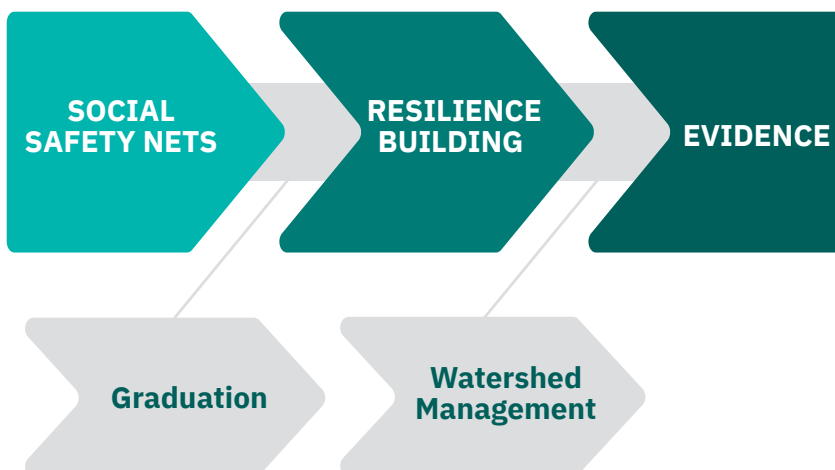 SOCIAL
SAFETY NETS
RESILIENCE
BUILDING
EVIDENCE
Graduation
Watershed
Management